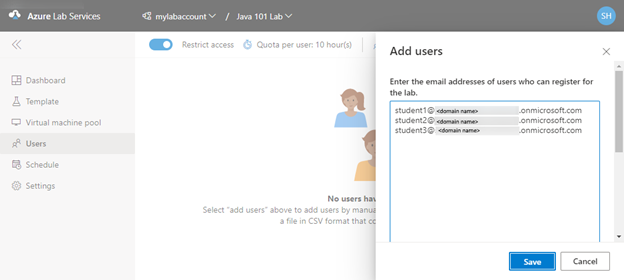 Azure Lab Services
mylabaccount / Java 101 Lab
SH
Restrict access
Quota per user: 10 hour(s)
Dashboard
Template
Virtual machine pool
Users
Schedule
Settings
No users hav
Select "add users" above to add users by manua
a file in CSV format that co
Add users
Enter the email addresses of users who can register for
the lab.
student1@ <domain name> .onmicrosoft.com
student2@ <domain name> .onmicrosoft.com
student3@ <domain name> .onmicrosoft.com
Save
Cancel